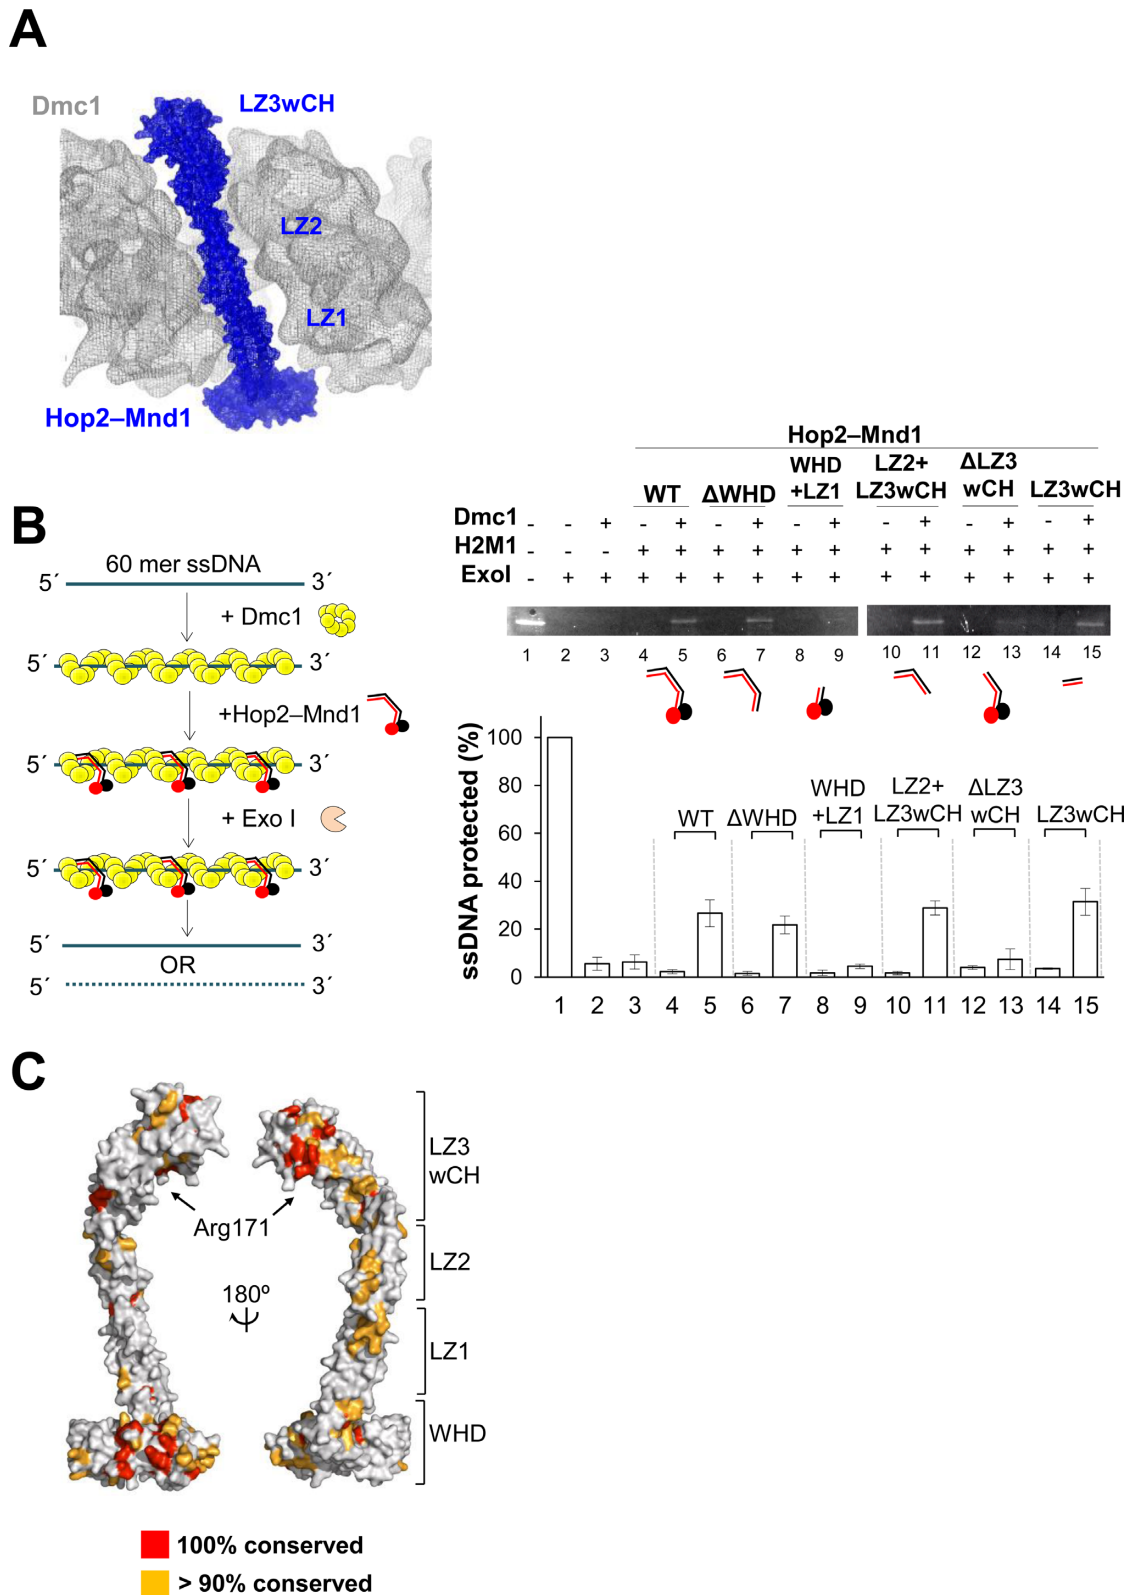 A
Dmc1
LZ3wCH
LZ2
LZ1
Hop2–Mnd1
B
60 mer ssDNA
5´ 3´
+ Dmc1
5´ 3´
+Hop2–Mnd1
5´ 3´
+ Exo I
5´ 3´
5´ 3´
OR
5´ 3´
Hop2–Mnd1
WT ΔWHD WHD +LZ1 LZ2+ LZ3wCH ΔLZ3 wCH LZ3wCH
Dmc1 - - + - + - + - + - + - + - +
H2M1 - - - + + + + + + + + + + + +
ExoI - + + + + + + + + + + + + + +
1 2 3 4 5 6 7 8 9 10 11 12 13 14 15
ssDNA protected (%)
100
80
60
40
20
0
WT ΔWHD WHD +LZ1 LZ2+ LZ3wCH ΔLZ3 wCH LZ3wCH
1 2 3 4 5 6 7 8 9 10 11 12 13 14 15
C
LZ3
wCH
Arg171
LZ2
180º
LZ1
WHD
100% conserved
> 90% conserved